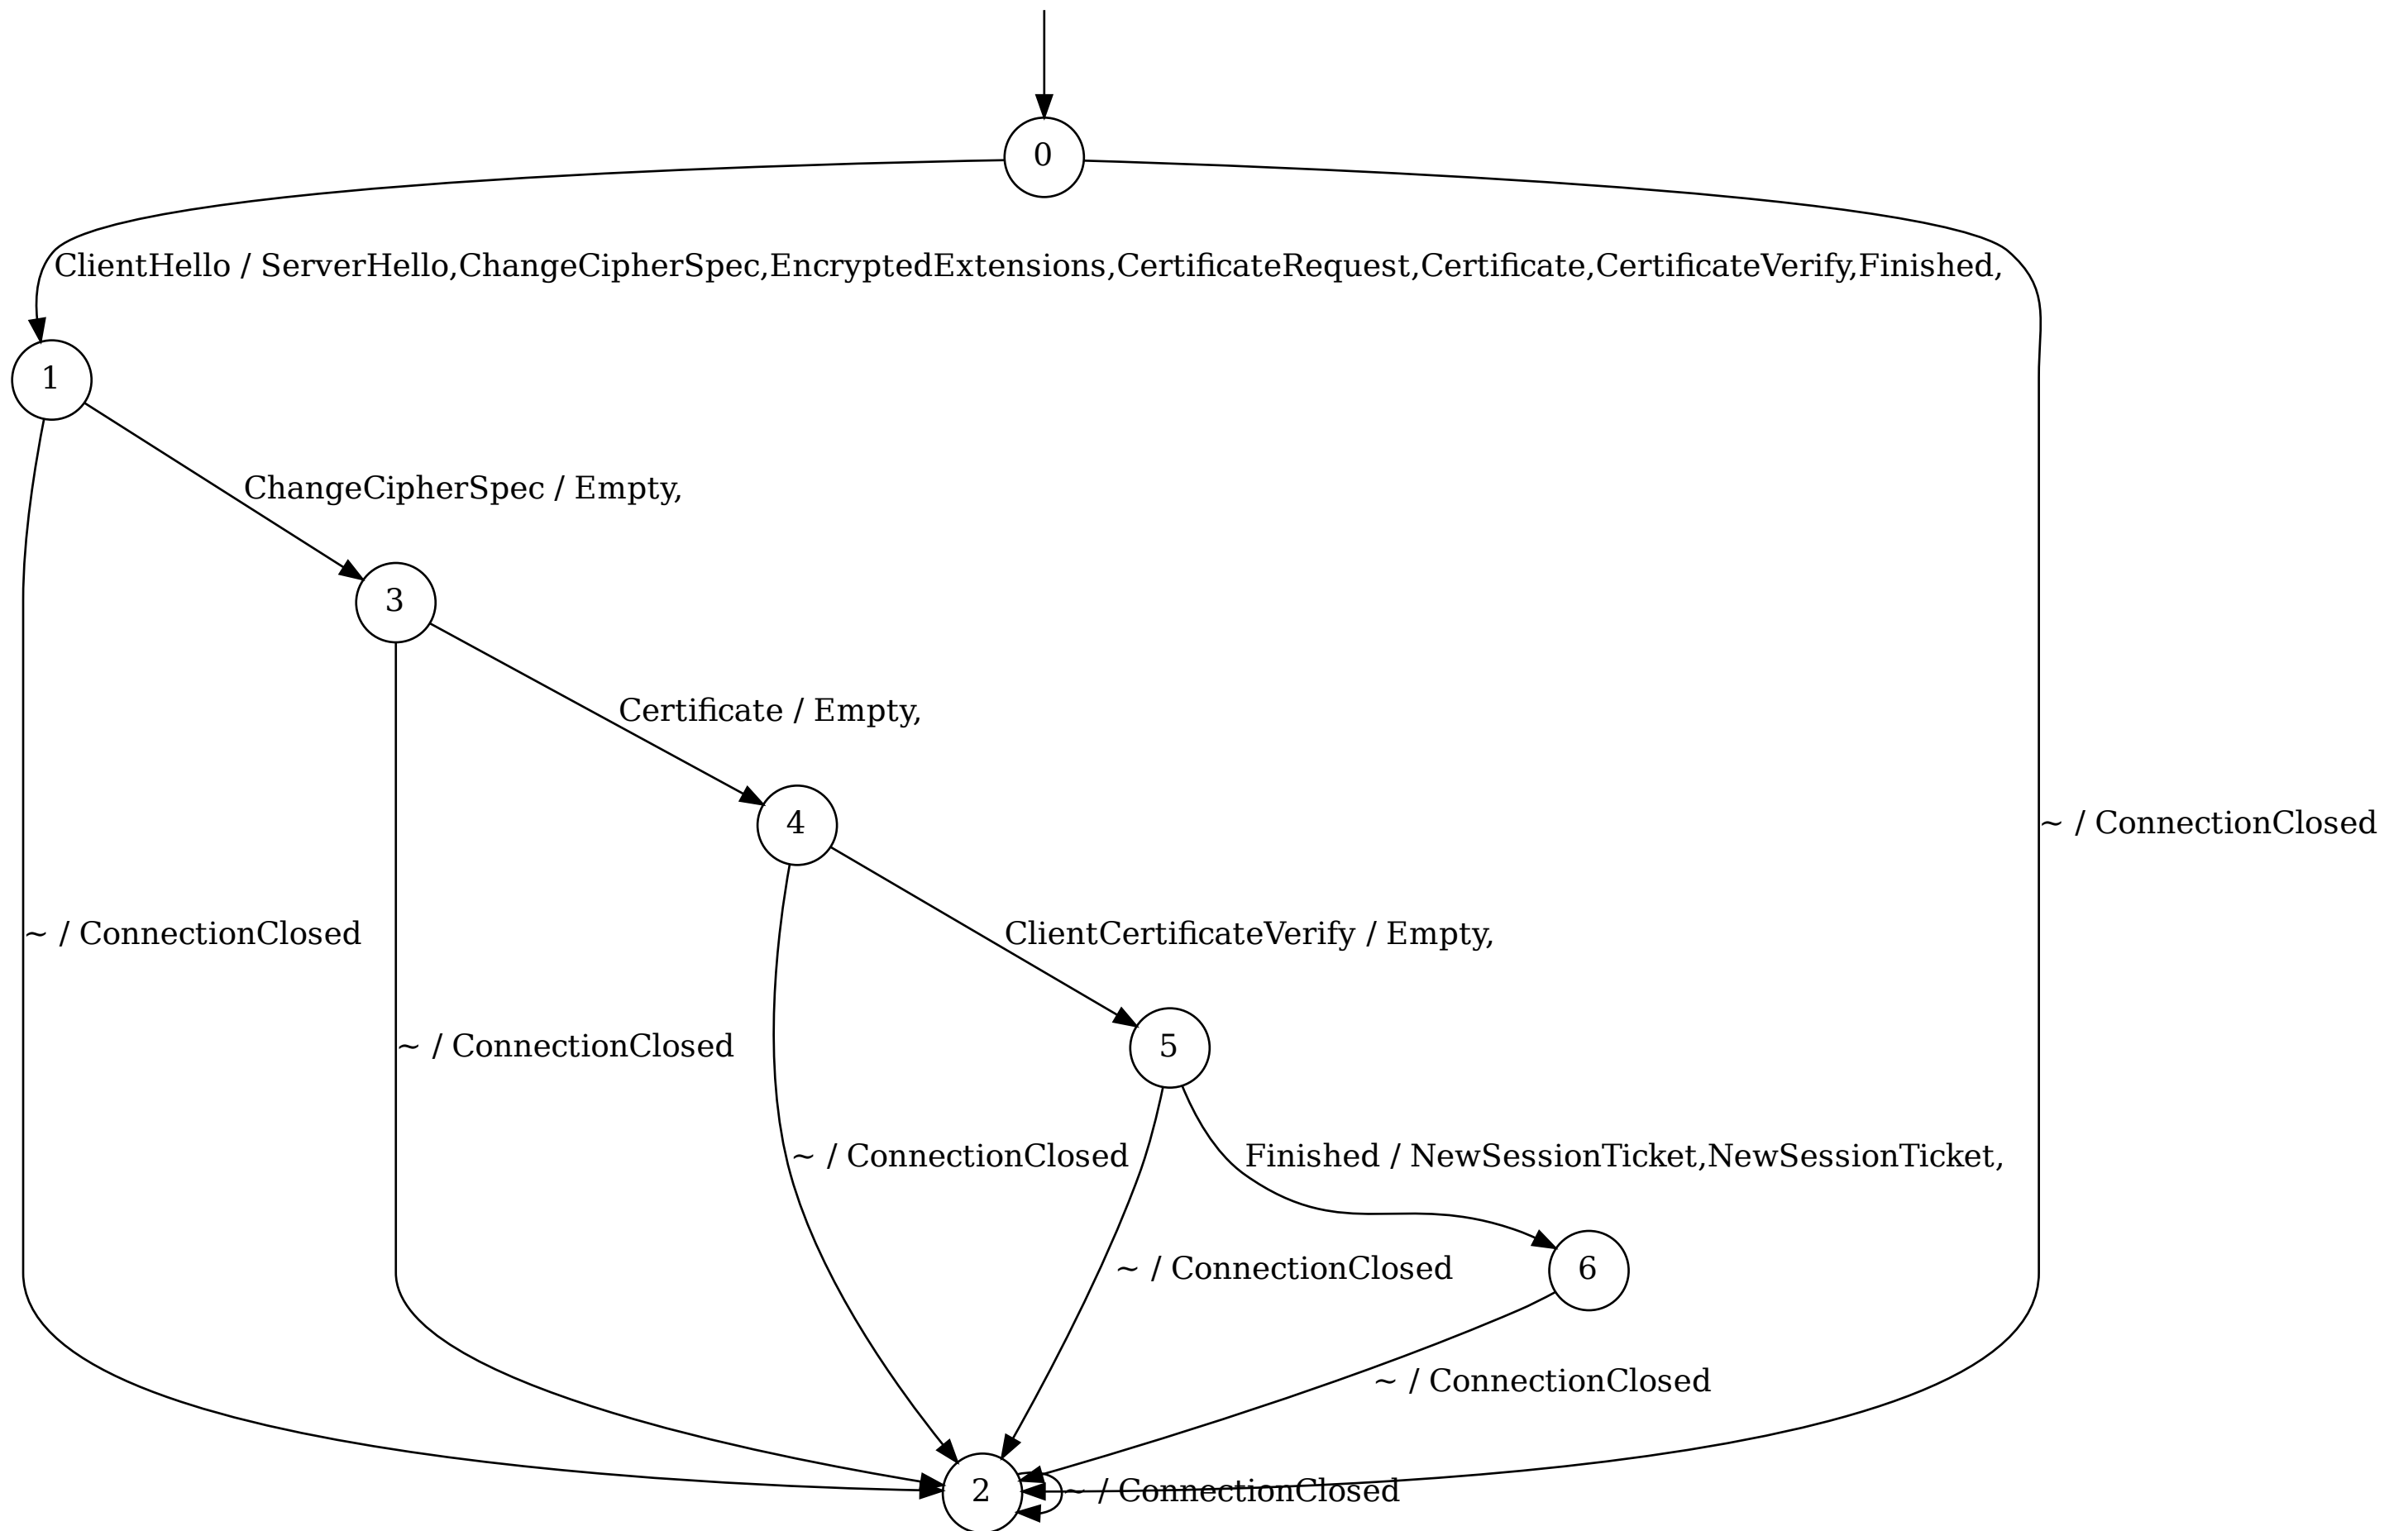 0
ClientHello / ServerHello,ChangeCipherSpec,EncryptedExtensions,CertificateRequest,Certificate,CertificateVerify,Finished,
1
ChangeCipherSpec / Empty,
3
Certificate / Empty,
4
~ / ConnectionClosed
~ / ConnectionClosed
ClientCertificateVerify / Empty,
~ / ConnectionClosed
5
~ / ConnectionClosed
Finished / NewSessionTicket,NewSessionTicket,
~ / ConnectionClosed
6
~ / ConnectionClosed
2
~ / ConnectionClosed